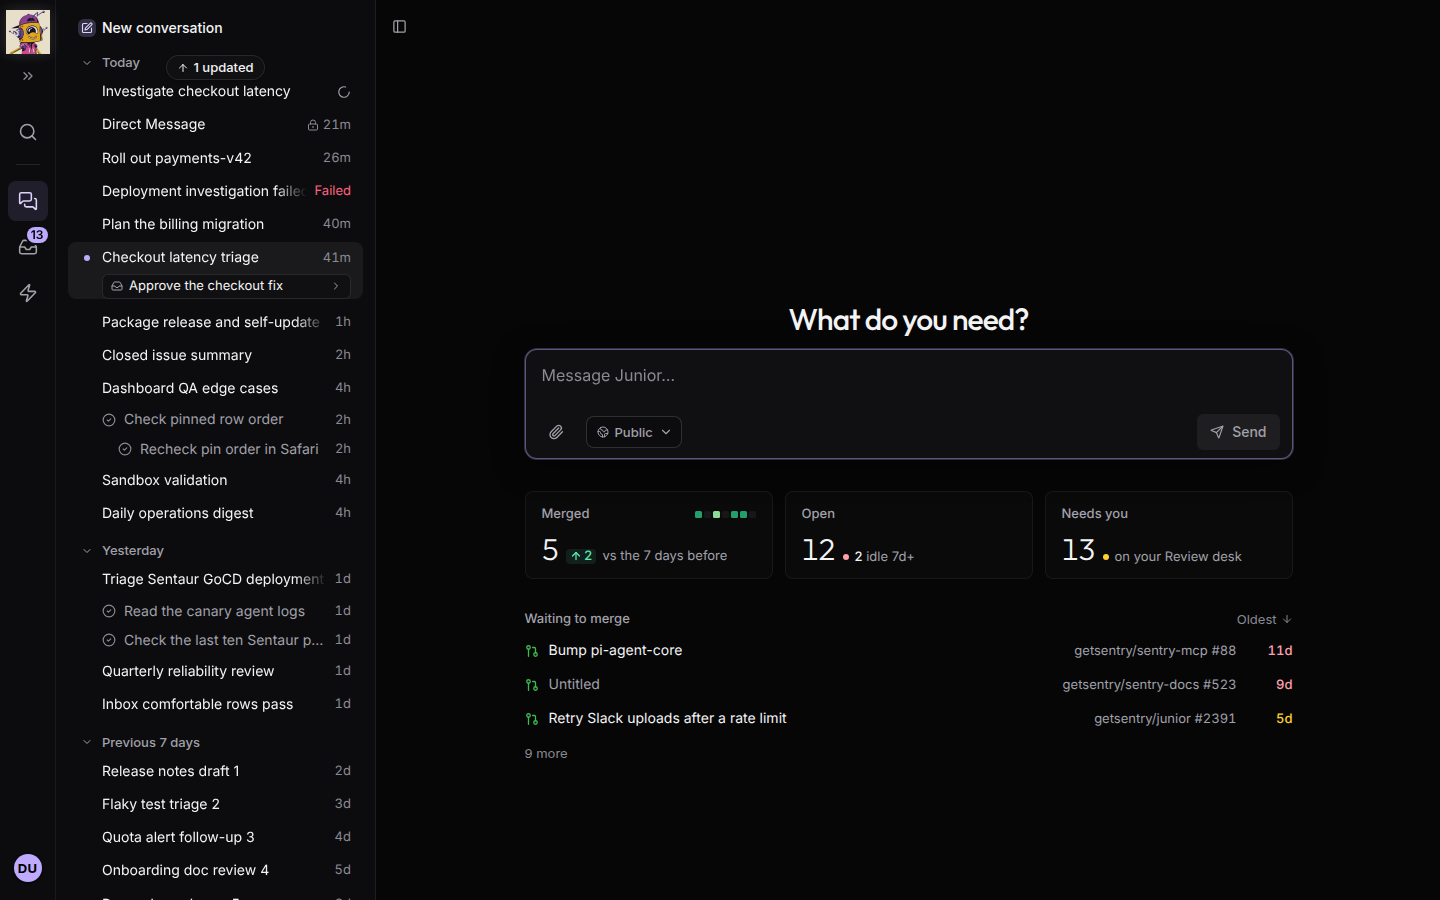 New conversation
Today
1 updated
Investigate checkout latency
Direct Message 21m
Roll out payments-v42 26m
Deployment investigation failed Failed
Plan the billing migration 40m
Checkout latency triage 41m
Approve the checkout fix
Package release and self-update 1h
Closed issue summary 2h
Dashboard QA edge cases 4h
Check pinned row order 2h
Recheck pin order in Safari 2h
Sandbox validation 4h
Daily operations digest 4h
Yesterday
Triage Sentaur GoCD deployment 1d
Read the canary agent logs 1d
Check the last ten Sentaur p... 1d
Quarterly reliability review 1d
Inbox comfortable rows pass 1d
Previous 7 days
Release notes draft 1 2d
Flaky test triage 2 3d
Quota alert follow-up 3 4d
Onboarding doc review 4 5d
13
DU
What do you need?
Message Junior...
Public
Send
Merged
5 2 vs the 7 days before
Open
12 2 idle 7d+
Needs you
13 on your Review desk
Waiting to merge Oldest
Bump pi-agent-core getsentry/sentry-mcp #88 11d
Untitled getsentry/sentry-docs #523 9d
Retry Slack uploads after a rate limit getsentry/junior #2391 5d
9 more